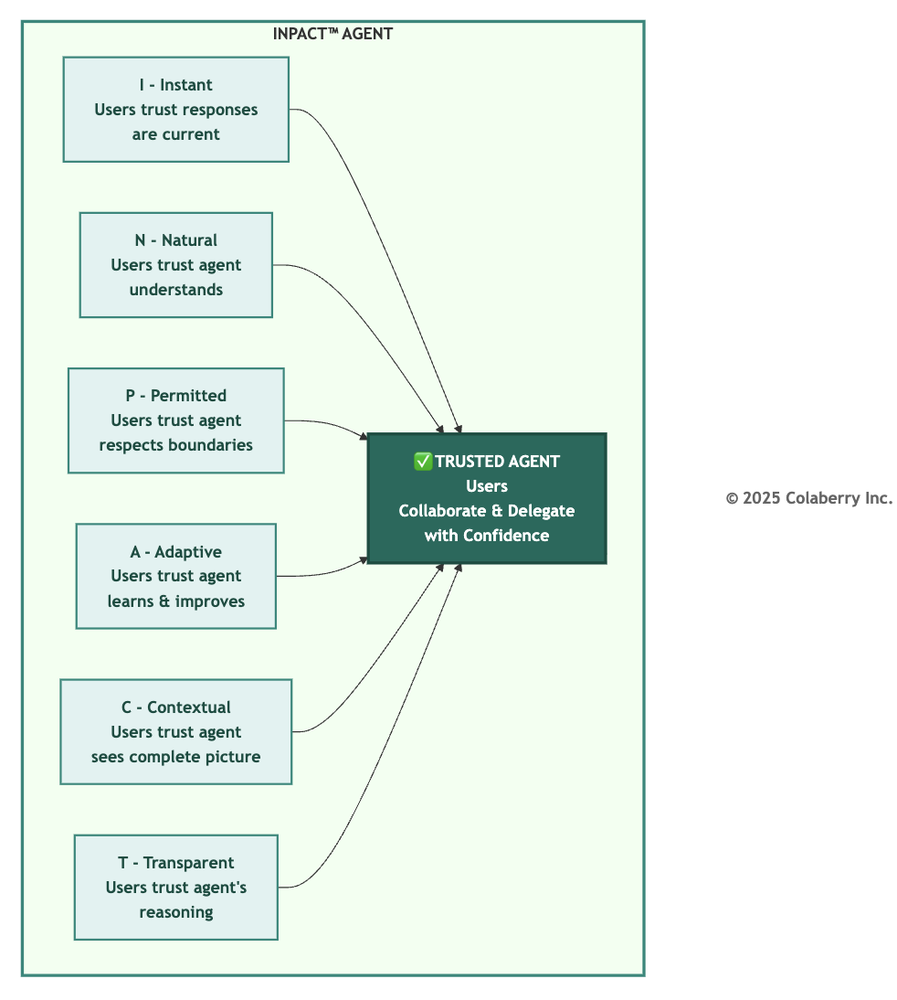 INPACT™ AGENT
I - Instant
Users trust responses
are current
N - Natural
Users trust agent
understands
P - Permitted
Users trust agent
respects boundaries
A - Adaptive
Users trust agent
learns & improves
C - Contextual
Users trust agent
sees complete picture
T - Transparent
Users trust agent's
reasoning
✅ TRUSTED AGENT
Users
Collaborate & Delegate
with Confidence
© 2025 Colaberry Inc.